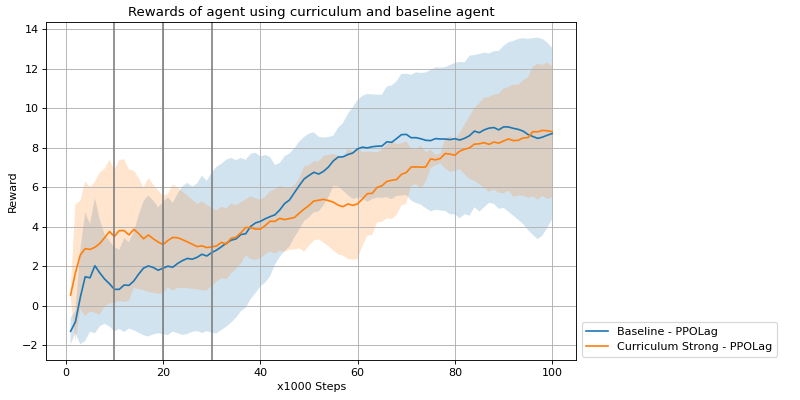 Rewards of agent using curriculum and baseline agent
14
12
10
8
6
4
2
0
−2
Reward
0 20 40 60 80 100
x1000 Steps
Baseline - PPOLag
Curriculum Strong - PPOLag